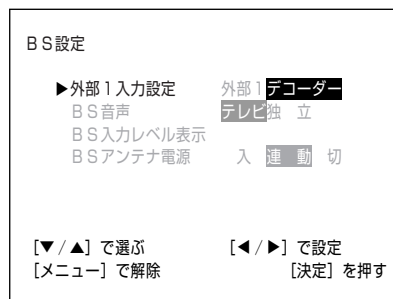 BS設定
▶外部1入力設定 外部1 デコーダー
BS音声 テレビ 独 立
BS入力レベル表示
BSアンテナ電源 入 連 動 切
[▼/▲] で選ぶ [◀/▶] で設定
[メニュー] で解除 [決定] を押す